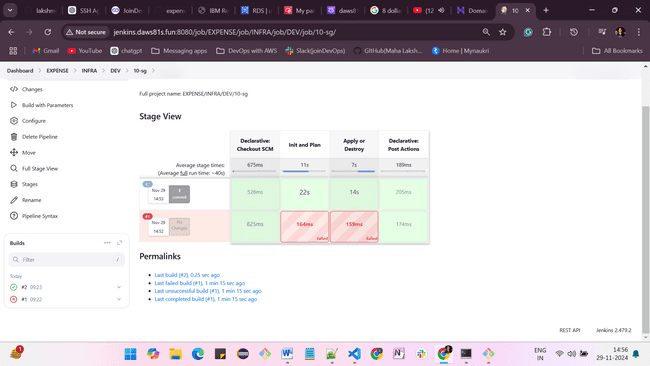 lakshm
SSH Ag
JoinDev
expens
IBM Re
RDS | a
My pa
daws81
8 dolle
(12
Domai
10
Not secure
jenkins.daws81s.fun:8080/job/EXPENSE/job/INFRA/job/DEV/job/10-sg/
Gmail
YouTube
chatgpt
Messaging apps
DevOps with AWS
Slack(joinDevOps)
GitHub(Maha Laksh...
Home | Mynaukri
All Bookmarks
Dashboard > EXPENSE > INFRA > DEV > 10-sg >
Changes
Build with Parameters
Configure
Delete Pipeline
Move
Full Stage View
Stages
Rename
Pipeline Syntax
Builds
Filter /
Today
#2 09:23
#1 09:22
Full project name: EXPENSE/INFRA/DEV/10-sg
Stage View
Declarative: Checkout SCM
Init and Plan
Apply or Destroy
Declarative: Post Actions
Average stage times:
(Average full run time: ~40s)
675ms 11s 7s 189ms
Nov 29
14:53
1
commit
526ms 22s 14s 205ms
#1
Nov 29
14:52
No Changes
825ms 164ms 159ms 174ms
failed failed
Permalinks
Last build (#2), 0.25 sec ago
Last failed build (#1), 1 min 15 sec ago
Last unsuccessful build (#1), 1 min 15 sec ago
Last completed build (#1), 1 min 15 sec ago
REST API Jenkins 2.479.2
ENG
IN
14:56
29-11-2024